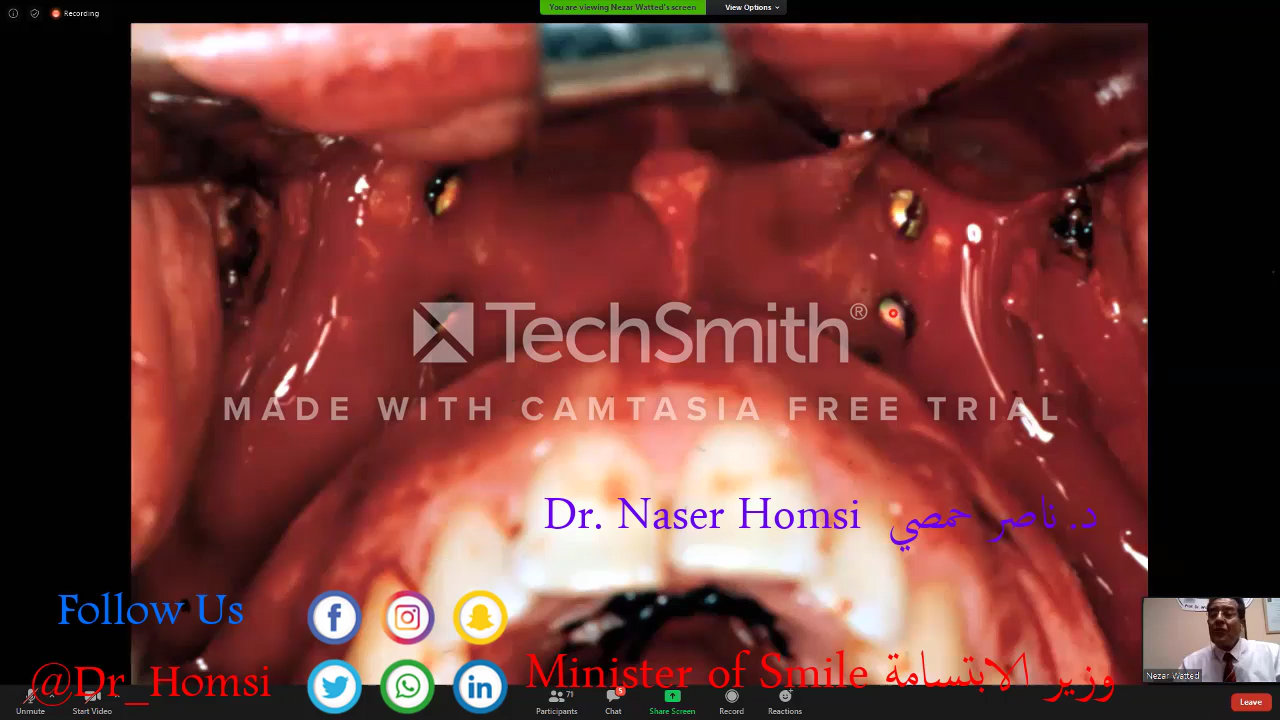 Recording
You are viewing Nezar Watted's screen
View Options
TechSmith®
MADE WITH CAMTASIA FREE TRIAL
Dr. Naser Homsi د. ناصر حمصي
Follow Us
@Dr_Homsi
Minister of Smile وزير الابتسامة
Nezar Watted
Unmute
Start Video
Participants
71
Chat
5
Share Screen
Record
Reactions
Leave